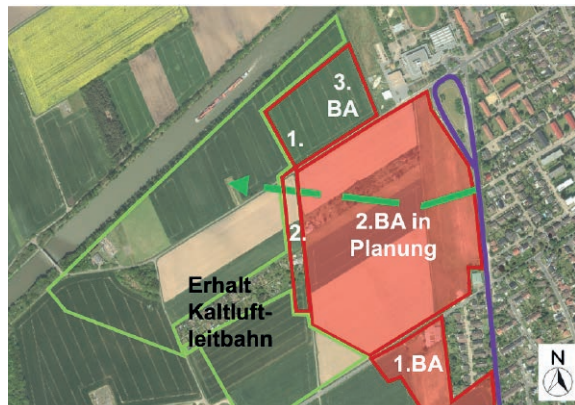 3.
BA
1.
2.
2.BA in
Planung
Erhalt
Kaltluft-
leitbahn
1.BA
N